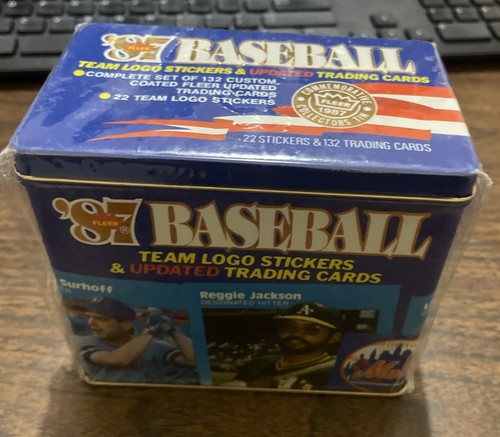 '87 BASEBALL
FLEER
TEAM LOGO STICKERS & UPDATED TRADING CARDS
COMPLETE SET OF 132 CUSTOM
COATED FLEER UPDATED
TRADING CARDS
22 TEAM LOGO STICKERS
COMMEMORATIVE
FLEER
1987
COLLECTORS TIN
22 STICKERS & 132 TRADING CARDS
'87 BASEBALL
FLEER
TEAM LOGO STICKERS
& UPDATED TRADING CARDS
Surhoff
Reggie Jackson
DESIGNATED HITTER
A's
A's
Mets